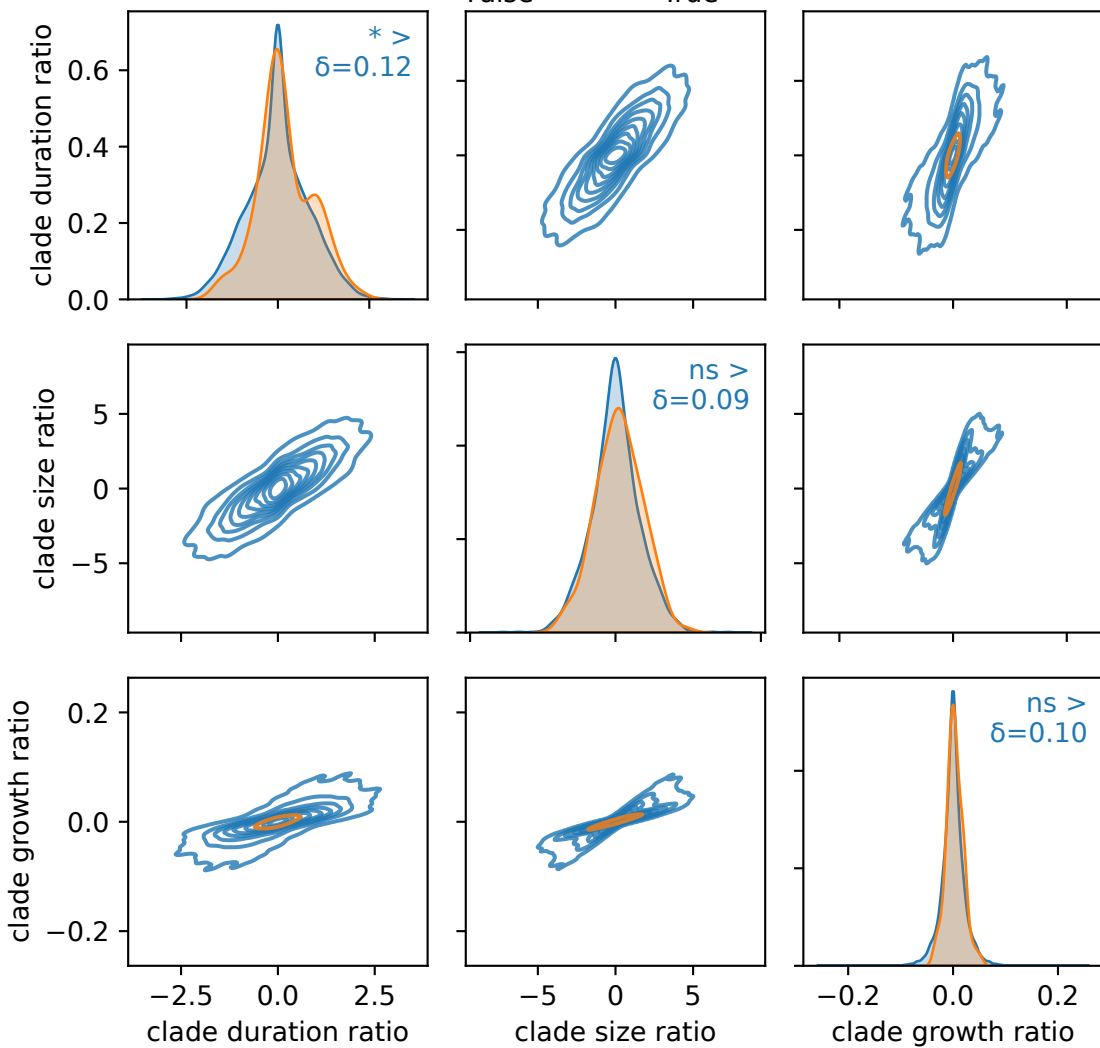 True
clade duration ratio
0.6
0.4
0.2
0.0
* >
δ=0.12
clade size ratio
5
0
−5
ns >
δ=0.09
clade growth ratio
0.2
0.0
−0.2
ns >
δ=0.10
−2.5 0.0 2.5
−5 0 5
−0.2 0.0 0.2
clade duration ratio
clade size ratio
clade growth ratio